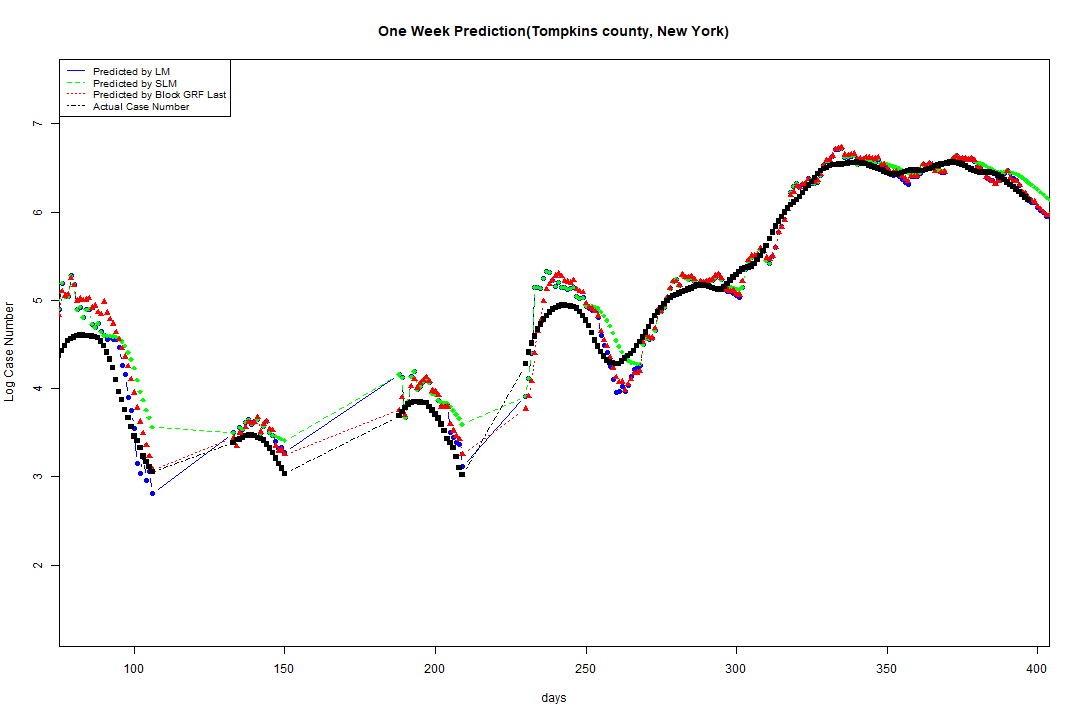 One Week Prediction(Tompkins county, New York)
Predicted by LM
Predicted by SLM
Predicted by Block GRF Last
Actual Case Number
Log Case Number
7
6
5
4
3
2
100 150 200 250 300 350 400
days